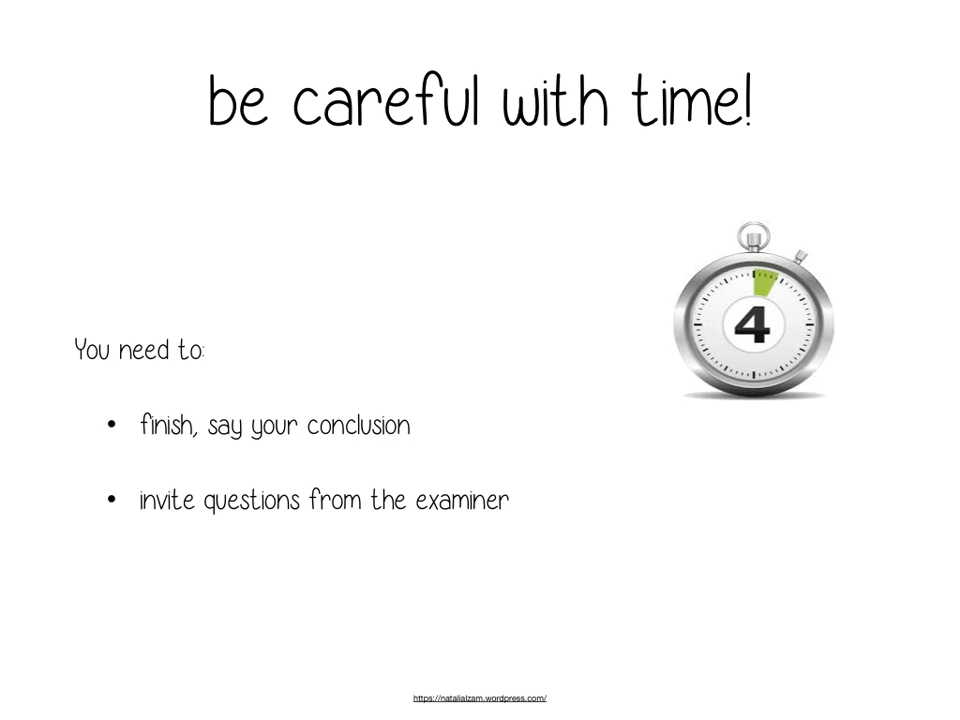 be careful with time!
4
You need to:
• finish, say your conclusion
• invite questions from the examiner
https://natalialzam.wordpress.com/